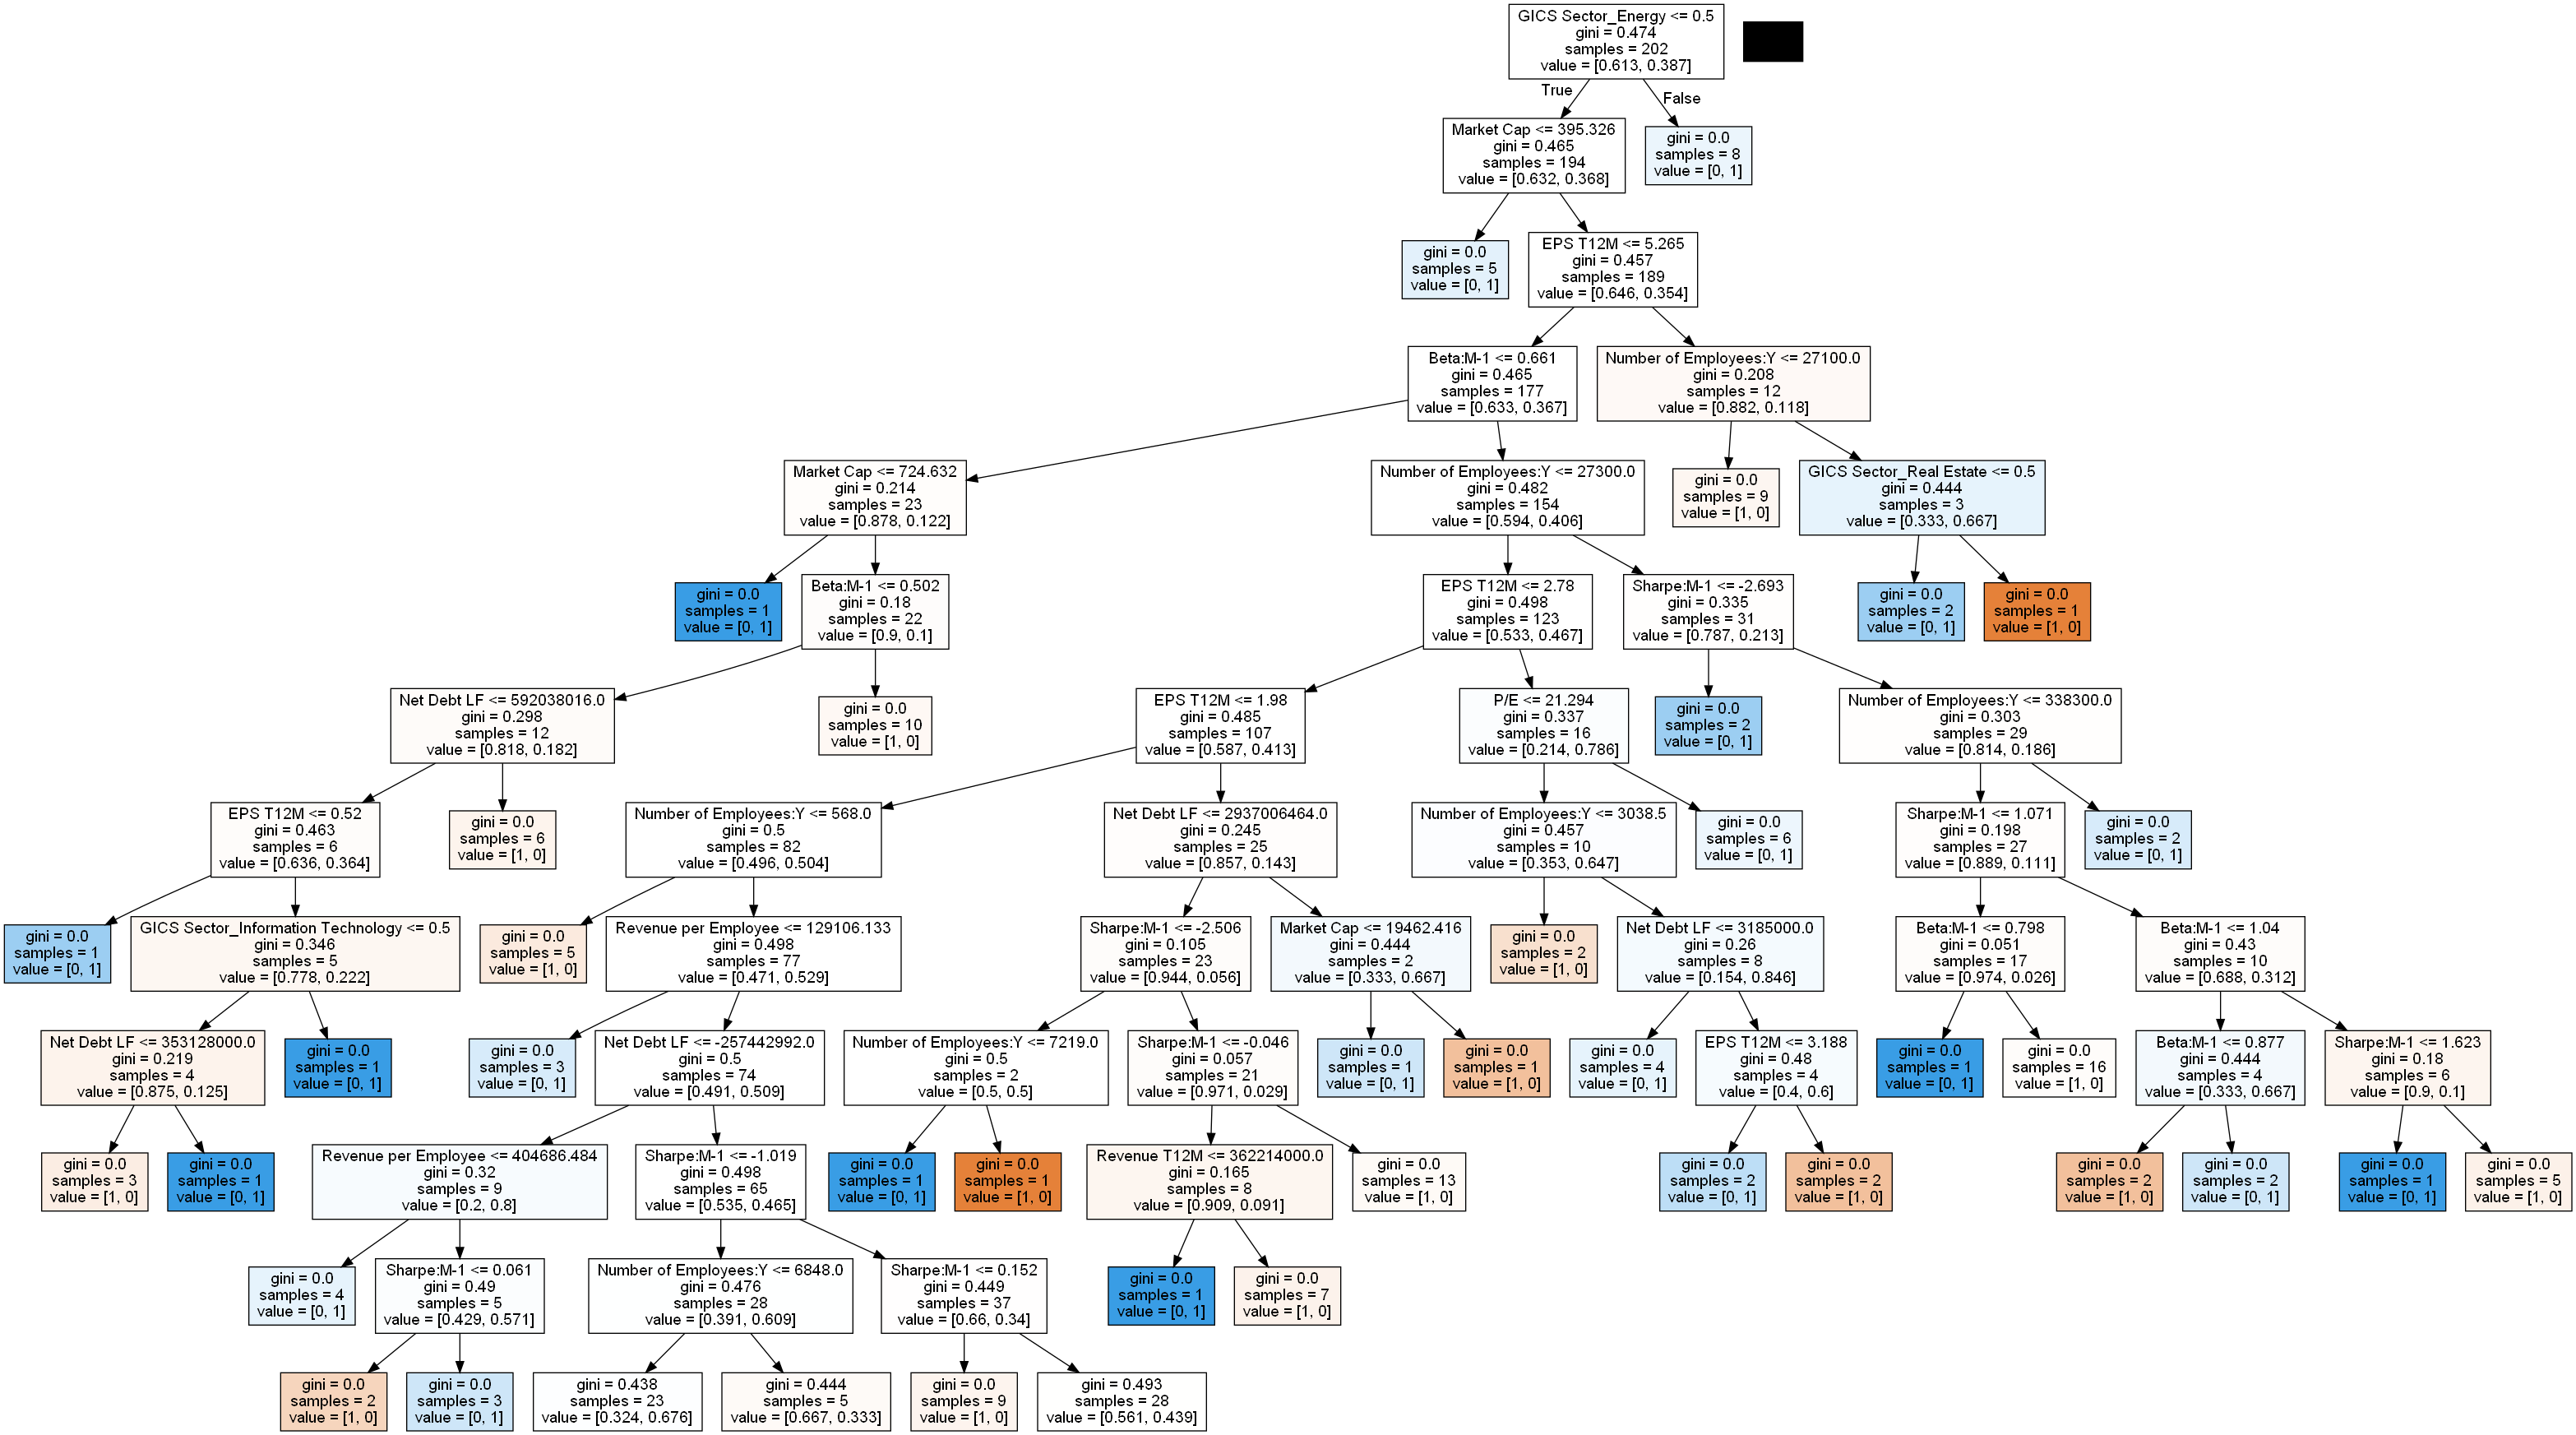 GICS Sector_Energy <= 0.5
gini = 0.474
samples = 202
value = [0.613, 0.387]
True
False
Market Cap <= 395.326
gini = 0.465
samples = 194
value = [0.632, 0.368]
gini = 0.0
samples = 8
value = [0, 1]
gini = 0.0
samples = 5
value = [0, 1]
EPS T12M <= 5.265
gini = 0.457
samples = 189
value = [0.646, 0.354]
Beta:M-1 <= 0.661
gini = 0.465
samples = 177
value = [0.633, 0.367]
Number of Employees:Y <= 27100.0
gini = 0.208
samples = 12
value = [0.882, 0.118]
Market Cap <= 724.632
gini = 0.214
samples = 23
value = [0.878, 0.122]
Number of Employees:Y <= 27300.0
gini = 0.482
samples = 154
value = [0.594, 0.406]
gini = 0.0
samples = 9
value = [1, 0]
GICS Sector_Real Estate <= 0.5
gini = 0.444
samples = 3
value = [0.333, 0.667]
gini = 0.0
samples = 1
value = [0, 1]
Beta:M-1 <= 0.502
gini = 0.18
samples = 22
value = [0.9, 0.1]
EPS T12M <= 2.78
gini = 0.498
samples = 123
value = [0.533, 0.467]
Sharpe:M-1 <= -2.693
gini = 0.335
samples = 31
value = [0.787, 0.213]
gini = 0.0
samples = 2
value = [0, 1]
gini = 0.0
samples = 1
value = [1, 0]
Net Debt LF <= 592038016.0
gini = 0.298
samples = 12
value = [0.818, 0.182]
gini = 0.0
samples = 10
value = [1, 0]
EPS T12M <= 1.98
gini = 0.485
samples = 107
value = [0.587, 0.413]
P/E <= 21.294
gini = 0.337
samples = 16
value = [0.214, 0.786]
gini = 0.0
samples = 2
value = [0, 1]
Number of Employees:Y <= 338300.0
gini = 0.303
samples = 29
value = [0.814, 0.186]
EPS T12M <= 0.52
gini = 0.463
samples = 6
value = [0.636, 0.364]
gini = 0.0
samples = 6
value = [1, 0]
Number of Employees:Y <= 568.0
gini = 0.5
samples = 82
value = [0.496, 0.504]
Net Debt LF <= 2937006464.0
gini = 0.245
samples = 25
value = [0.857, 0.143]
Number of Employees:Y <= 3038.5
gini = 0.457
samples = 10
value = [0.353, 0.647]
gini = 0.0
samples = 6
value = [0, 1]
Sharpe:M-1 <= 1.071
gini = 0.198
samples = 27
value = [0.889, 0.111]
gini = 0.0
samples = 2
value = [0, 1]
gini = 0.0
samples = 1
value = [0, 1]
GICS Sector_Information Technology <= 0.5
gini = 0.346
samples = 5
value = [0.778, 0.222]
gini = 0.0
samples = 5
value = [1, 0]
Revenue per Employee <= 129106.133
gini = 0.498
samples = 77
value = [0.471, 0.529]
Sharpe:M-1 <= -2.506
gini = 0.105
samples = 23
value = [0.944, 0.056]
Market Cap <= 19462.416
gini = 0.444
samples = 2
value = [0.333, 0.667]
gini = 0.0
samples = 2
value = [1, 0]
Net Debt LF <= 3185000.0
gini = 0.26
samples = 8
value = [0.154, 0.846]
Beta:M-1 <= 0.798
gini = 0.051
samples = 17
value = [0.974, 0.026]
Beta:M-1 <= 1.04
gini = 0.43
samples = 10
value = [0.688, 0.312]
Net Debt LF <= 353128000.0
gini = 0.219
samples = 4
value = [0.875, 0.125]
gini = 0.0
samples = 1
value = [0, 1]
gini = 0.0
samples = 3
value = [0, 1]
Net Debt LF <= -257442992.0
gini = 0.5
samples = 74
value = [0.491, 0.509]
Number of Employees:Y <= 7219.0
gini = 0.5
samples = 2
value = [0.5, 0.5]
Sharpe:M-1 <= -0.046
gini = 0.057
samples = 21
value = [0.971, 0.029]
gini = 0.0
samples = 1
value = [0, 1]
gini = 0.0
samples = 1
value = [1, 0]
gini = 0.0
samples = 4
value = [0, 1]
EPS T12M <= 3.188
gini = 0.48
samples = 4
value = [0.4, 0.6]
gini = 0.0
samples = 1
value = [0, 1]
gini = 0.0
samples = 16
value = [1, 0]
Beta:M-1 <= 0.877
gini = 0.444
samples = 4
value = [0.333, 0.667]
Sharpe:M-1 <= 1.623
gini = 0.18
samples = 6
value = [0.9, 0.1]
gini = 0.0
samples = 3
value = [1, 0]
gini = 0.0
samples = 1
value = [0, 1]
Revenue per Employee <= 404686.484
gini = 0.32
samples = 9
value = [0.2, 0.8]
Sharpe:M-1 <= -1.019
gini = 0.498
samples = 65
value = [0.535, 0.465]
gini = 0.0
samples = 1
value = [0, 1]
gini = 0.0
samples = 1
value = [1, 0]
Revenue T12M <= 362214000.0
gini = 0.165
samples = 8
value = [0.909, 0.091]
gini = 0.0
samples = 13
value = [1, 0]
gini = 0.0
samples = 2
value = [0, 1]
gini = 0.0
samples = 2
value = [1, 0]
gini = 0.0
samples = 2
value = [1, 0]
gini = 0.0
samples = 2
value = [0, 1]
gini = 0.0
samples = 1
value = [0, 1]
gini = 0.0
samples = 5
value = [1, 0]
gini = 0.0
samples = 4
value = [0, 1]
Sharpe:M-1 <= 0.061
gini = 0.49
samples = 5
value = [0.429, 0.571]
Number of Employees:Y <= 6848.0
gini = 0.476
samples = 28
value = [0.391, 0.609]
Sharpe:M-1 <= 0.152
gini = 0.449
samples = 37
value = [0.66, 0.34]
gini = 0.0
samples = 1
value = [0, 1]
gini = 0.0
samples = 7
value = [1, 0]
gini = 0.0
samples = 2
value = [1, 0]
gini = 0.0
samples = 3
value = [0, 1]
gini = 0.438
samples = 23
value = [0.324, 0.676]
gini = 0.444
samples = 5
value = [0.667, 0.333]
gini = 0.0
samples = 9
value = [1, 0]
gini = 0.493
samples = 28
value = [0.561, 0.439]